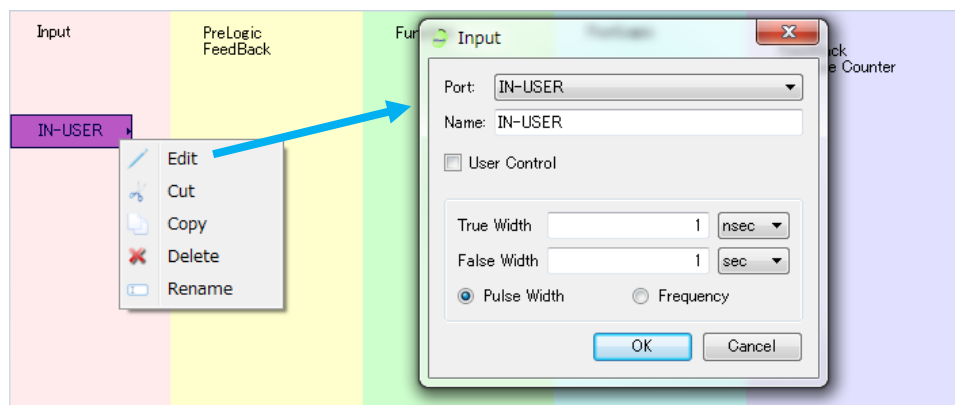 Input
PreLogic
FeedBack
IN-USER
Edit
Cut
Copy
Delete
Rename
Input
Port: IN-USER
Name: IN-USER
User Control
True Width 1 nsec
False Width 1 sec
Pulse Width Frequency
OK Cancel
Counter